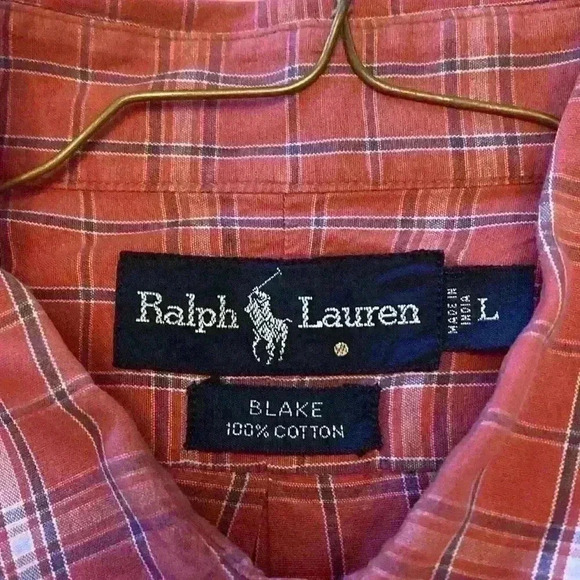 Ralph Lauren
MADE IN
INDIA
L
BLAKE
100% COTTON